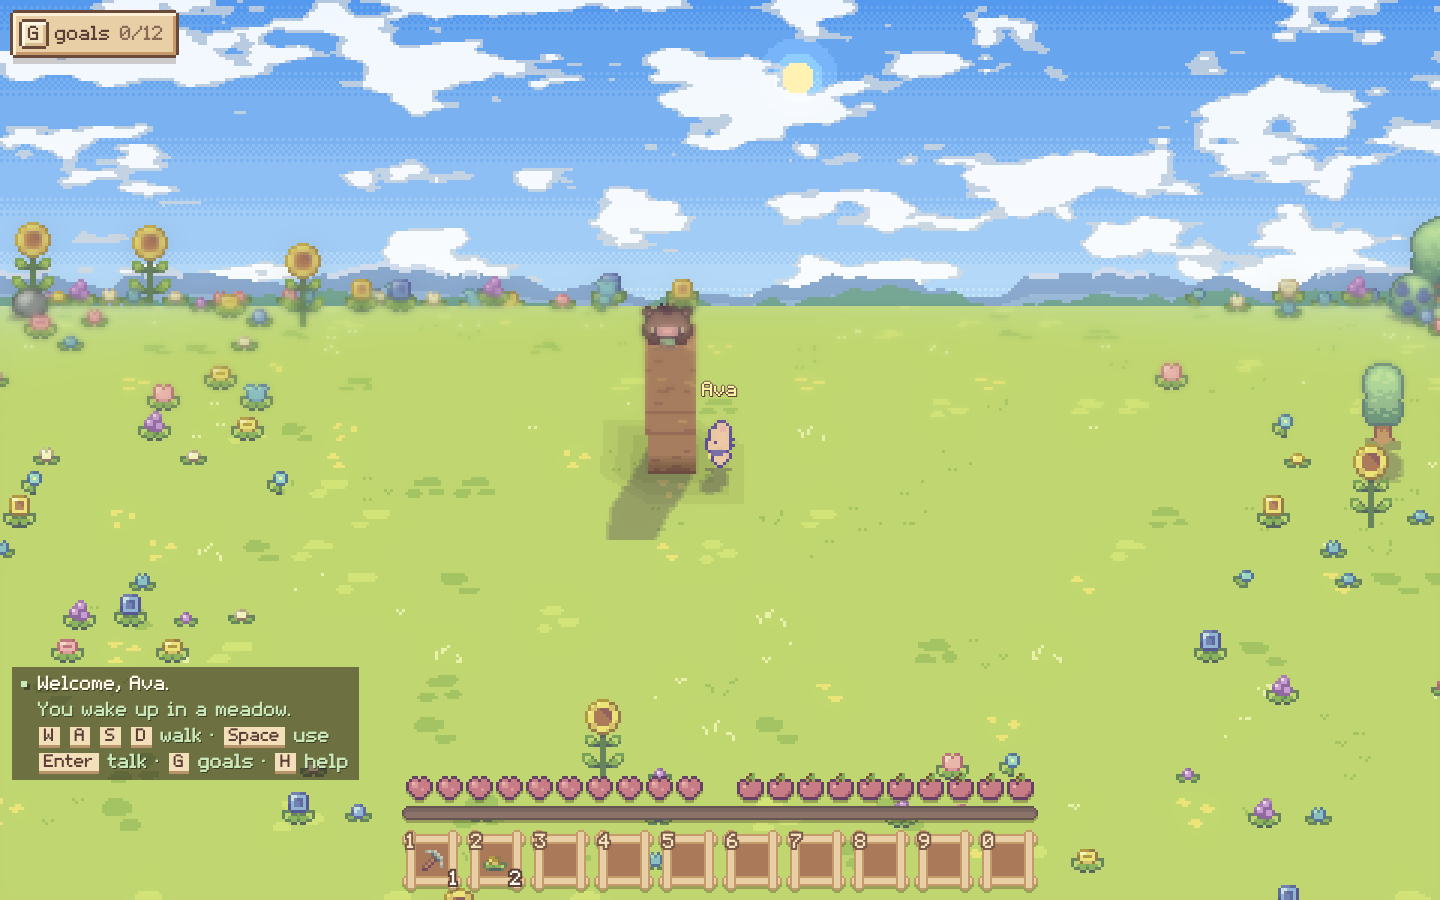 G goals 0/12
Ava
Welcome, Ava.
You wake up in a meadow.
W A S D walk · Space use
Enter talk · G goals · H help
1 2 3 4 5 6 7 8 9 0
1 2